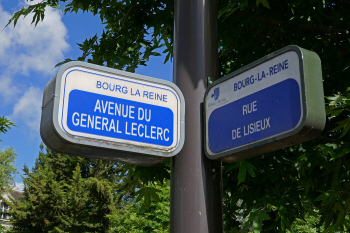 BOURG LA REINE
AVENUE DU
GENERAL LECLERC
BOURG-LA-REINE
RUE
DE LISIEUX